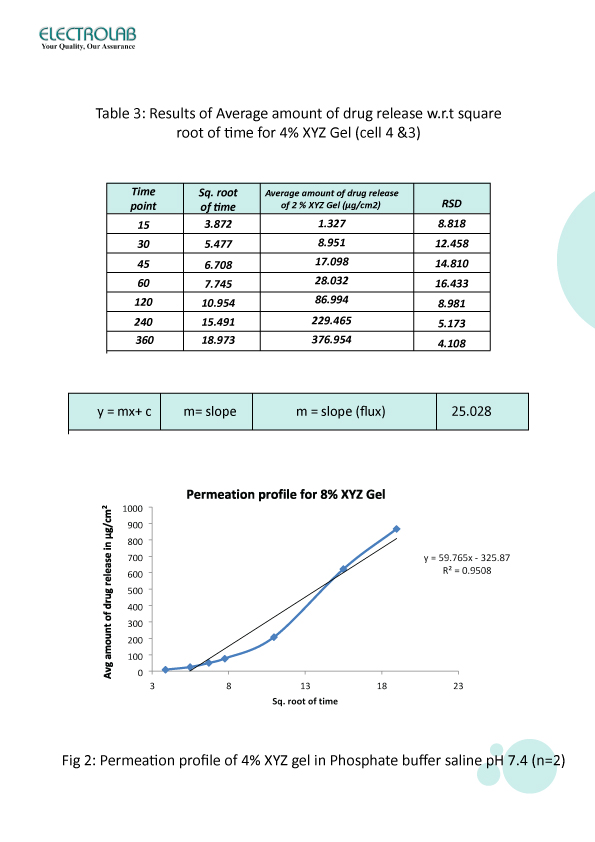 ELECTROLAB
Your Quality, Our Assurance
Table 3: Results of Average amount of drug release w.r.t square
root of time for 4% XYZ Gel (cell 4 &3)
Time point Sq. root of time Average amount of drug release of 2 % XYZ Gel (µg/cm2) RSD
15 3.872 1.327 8.818
30 5.477 8.951 12.458
45 6.708 17.098 14.810
60 7.745 28.032 16.433
120 10.954 86.994 8.981
240 15.491 229.465 5.173
360 18.973 376.954 4.108
y = mx+ c m= slope m = slope (flux) 25.028
Permeation profile for 8% XYZ Gel
Avg amount of drug release in µg/cm²
1000
900
800
700
600
500
400
300
200
100
0
y = 59.765x - 325.87
R² = 0.9508
3 8 13 18 23
Sq. root of time
Fig 2: Permeation profile of 4% XYZ gel in Phosphate buffer saline pH 7.4 (n=2)